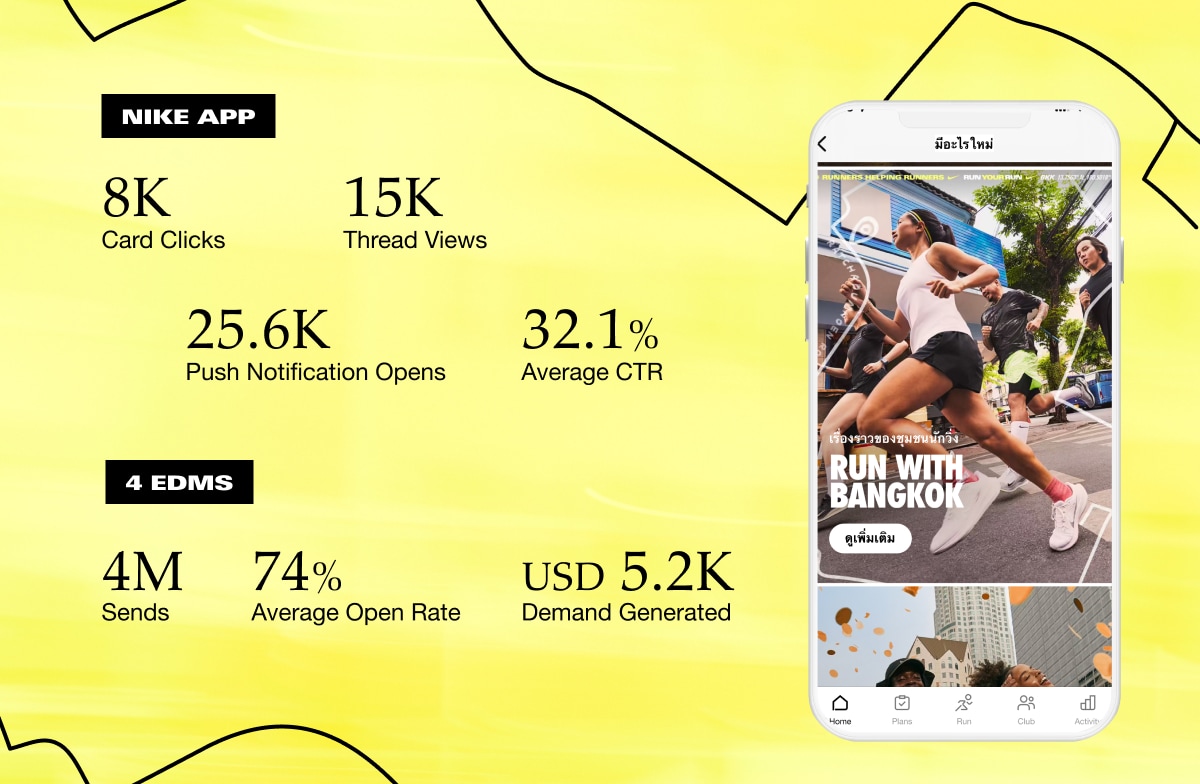 NIKE APP
8K
Card Clicks
15K
Thread Views
25.6K
Push Notification Opens
32.1%
Average CTR
4 EDMS
4M
Sends
74%
Average Open Rate
USD 5.2K
Demand Generated
มีอะไรใหม่
RUNNERS HELPING RUNNERS RUN YOUR RUN BKK
เรื่องราวของชุมชนนักวิ่ง
RUN WITH
BANGKOK
ดูเพิ่มเติม
Home Plans Run Club Activity